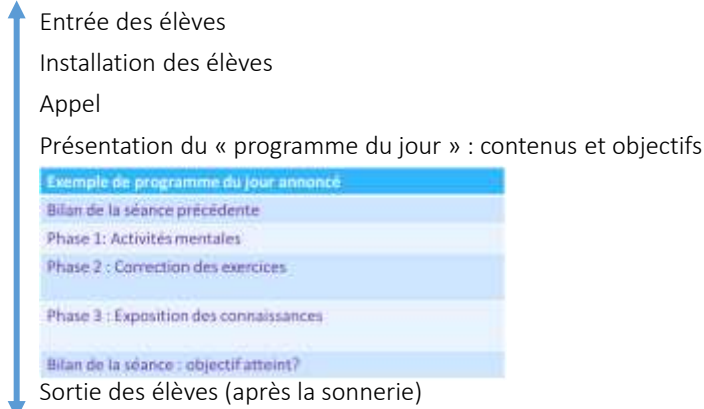 Entrée des élèves
Installation des élèves
Appel
Présentation du « programme du jour » : contenus et objectifs
Exemple de programme du jour annoncé
Bilan de la séance précédente
Phase 1: Activités mentales
Phase 2 : Correction des exercices
Phase 3 : Exposition des connaissances
Bilan de la séance : objectif atteint?
Sortie des élèves (après la sonnerie)